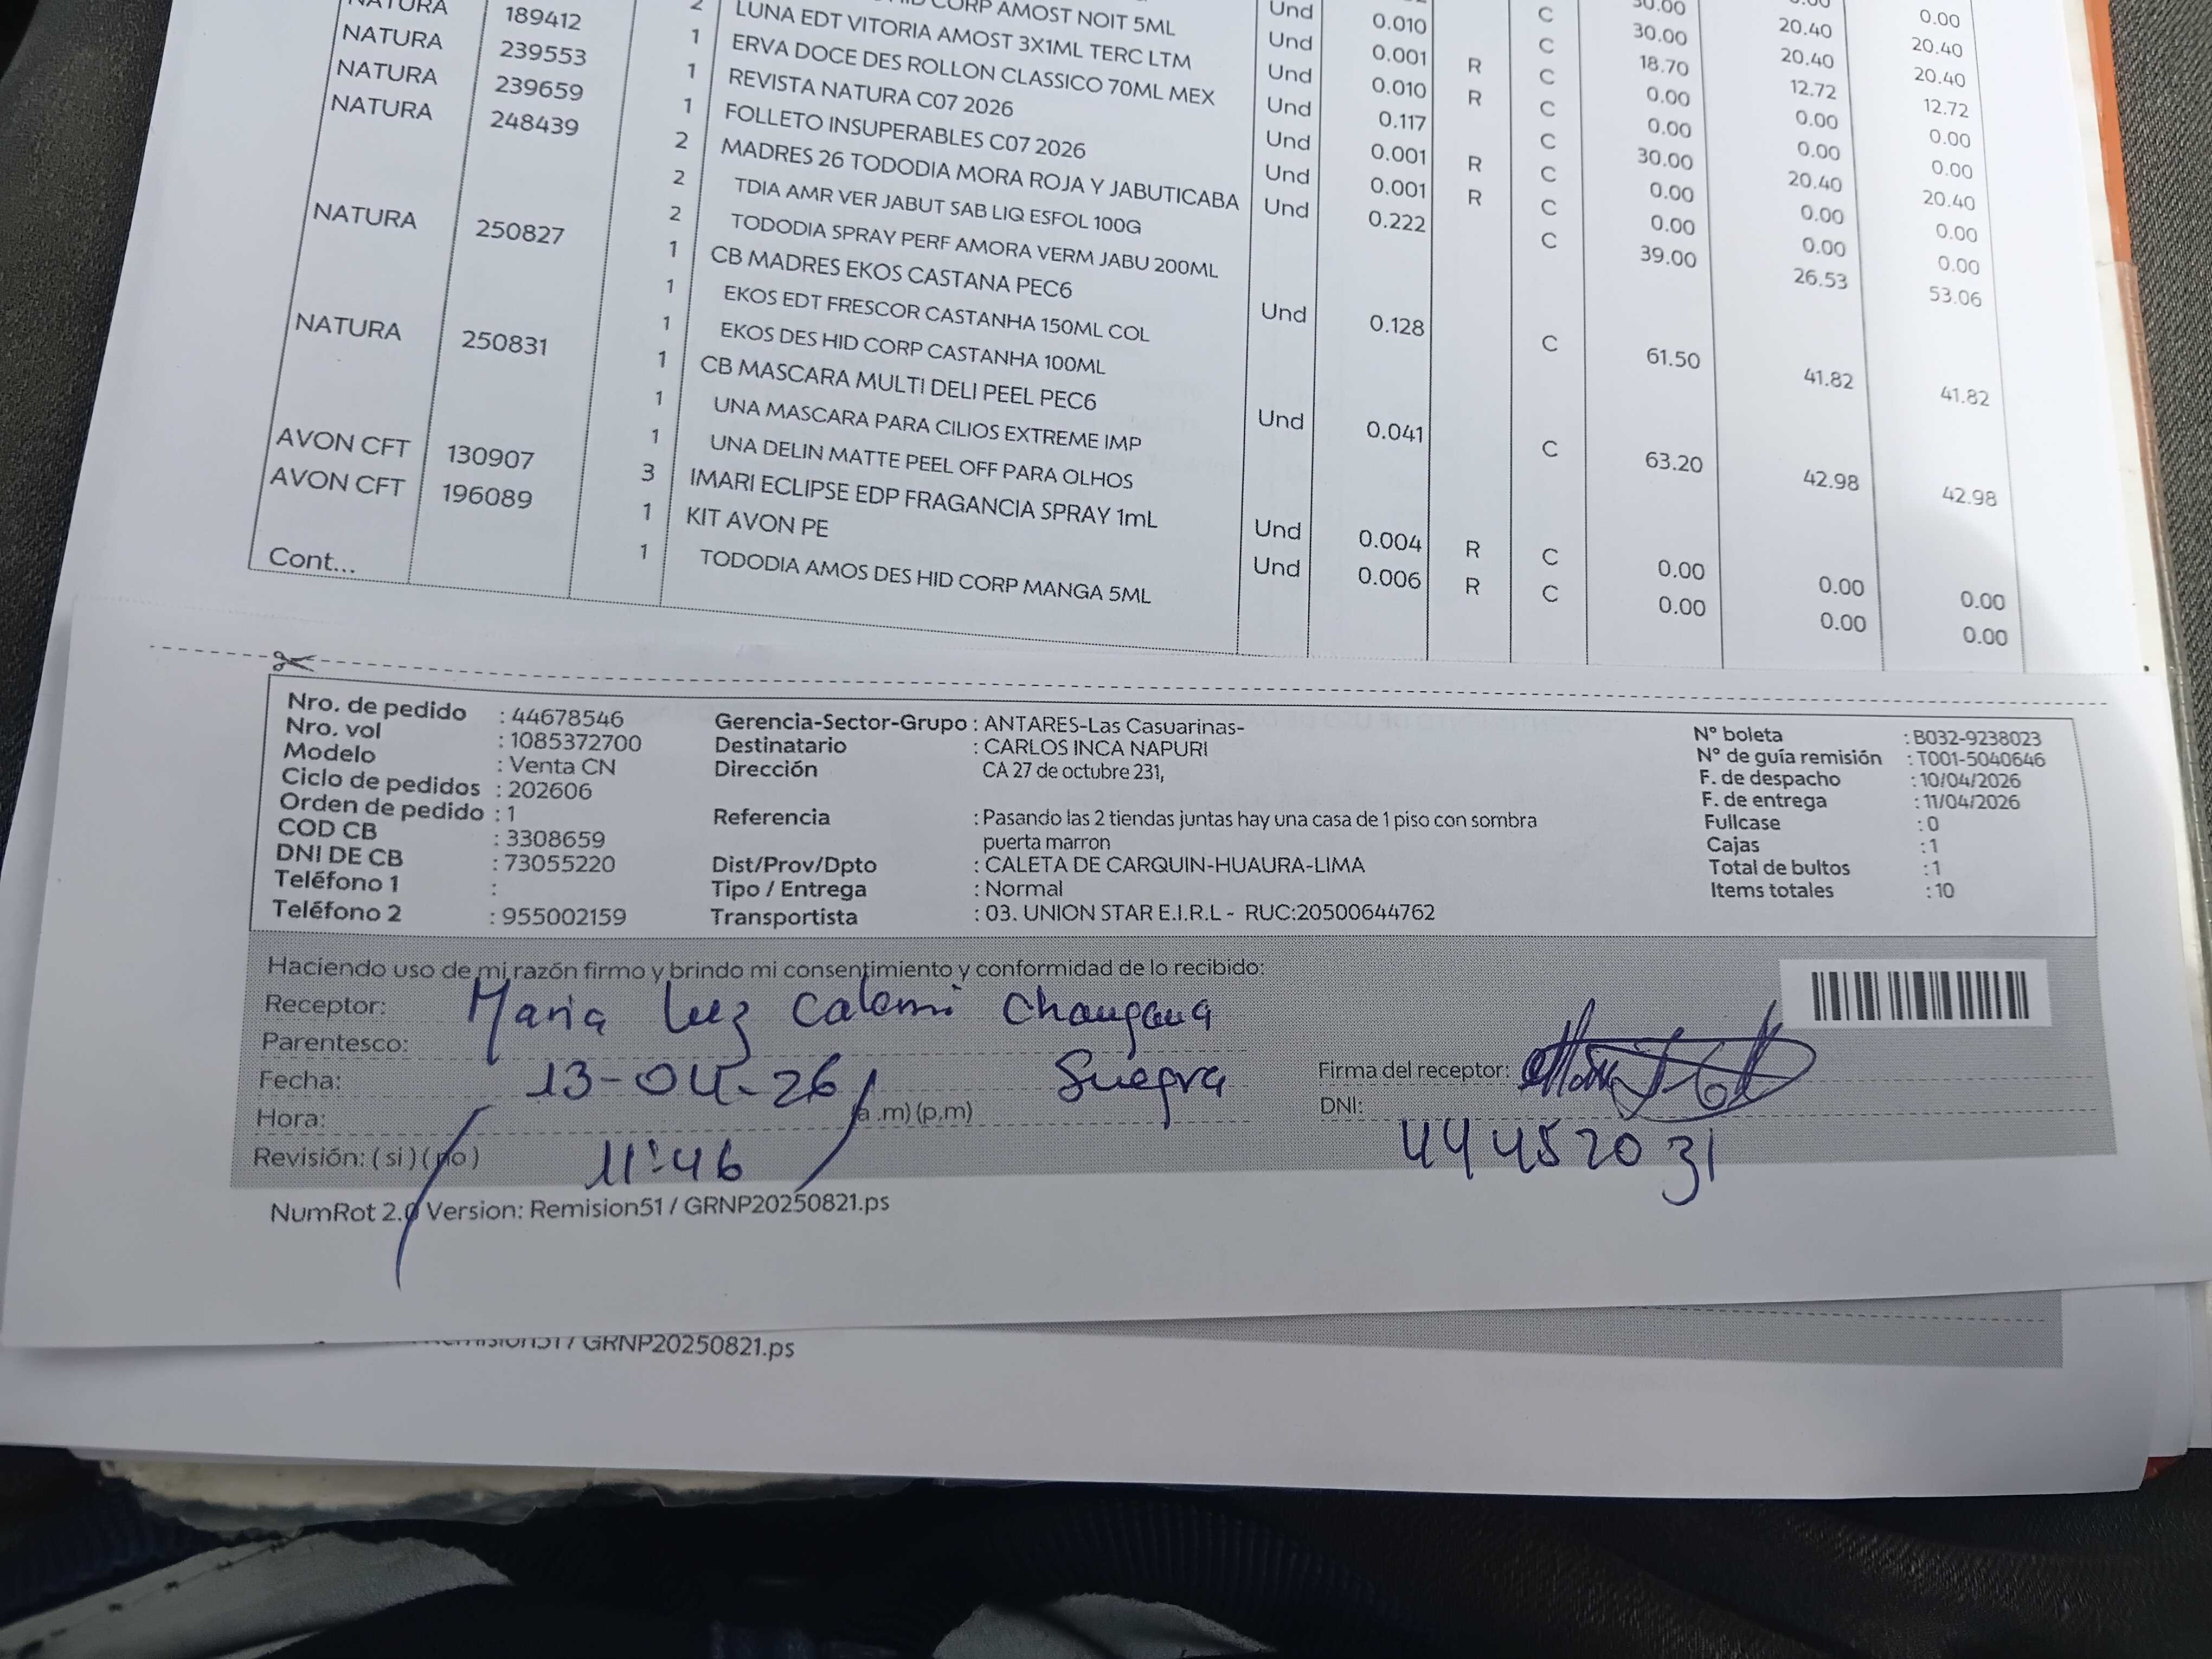 NATURA 189412 2 CORP AMOST NOIT 5ML Und 0.010 C 30.00 20.40 20.40
NATURA 239553 1 LUNA EDT VITORIA AMOST 3X1ML TERC LTM Und 0.001 R C 18.70 12.72 12.72
NATURA 239659 1 ERVA DOCE DES ROLLON CLASSICO 70ML MEX Und 0.010 R C 0.00 0.00 0.00
NATURA 248439 1 REVISTA NATURA C07 2026 Und 0.117 C 0.00 0.00 0.00
1 FOLLETO INSUPERABLES C07 2026 Und 0.001 R C 30.00 20.40 20.40
2 MADRES 26 TODODIA MORA ROJA Y JABUTICABA Und 0.001 R C 0.00 0.00 0.00
2 TDIA AMR VER JABUT SAB LIQ ESFOL 100G Und 0.222 C 0.00 0.00 0.00
2 TODODIA SPRAY PERF AMORA VERM JABU 200ML 39.00 26.53 53.06
NATURA 250827 1 CB MADRES EKOS CASTANA PEC6 Und 0.128 C 61.50 41.82 41.82
1 EKOS EDT FRESCOR CASTANHA 150ML COL
1 EKOS DES HID CORP CASTANHA 100ML
NATURA 250831 1 CB MASCARA MULTI DELI PEEL PEC6 Und 0.041 C 63.20 42.98 42.98
1 UNA MASCARA PARA CILIOS EXTREME IMP
1 UNA DELIN MATTE PEEL OFF PARA OLHOS
AVON CFT 130907 3 IMARI ECLIPSE EDP FRAGANCIA SPRAY 1mL Und 0.004 R C 0.00 0.00 0.00
AVON CFT 196089 1 KIT AVON PE Und 0.006 R C 0.00 0.00 0.00
1 TODODIA AMOS DES HID CORP MANGA 5ML
Cont...
Nro. de pedido : 44678546 Gerencia-Sector-Grupo : ANTARES-Las Casuarinas- N° boleta : B032-9238023
Nro. vol : 1085372700 Destinatario : CARLOS INCA NAPURI N° de guía remisión : T001-5040646
Modelo : Venta CN Dirección CA 27 de octubre 231, F. de despacho : 10/04/2026
Ciclo de pedidos : 202606 F. de entrega : 11/04/2026
Orden de pedido : 1 Referencia : Pasando las 2 tiendas juntas hay una casa de 1 piso con sombra Fullcase : 0
COD CB : 3308659 puerta marron Cajas : 1
DNI DE CB : 73055220 Dist/Prov/Dpto : CALETA DE CARQUIN-HUAURA-LIMA Total de bultos : 1
Teléfono 1 : Tipo / Entrega : Normal Items totales : 10
Teléfono 2 : 955002159 Transportista : 03. UNION STAR E.I.R.L - RUC:20500644762
Haciendo uso de mi razón firmo y brindo mi consentimiento y conformidad de lo recibido:
Receptor: Maria Luz
Parentesco: Suegra
Fecha: 13-04-26 Firma del receptor:
Hora: 11:46 (a.m) (p.m) DNI: 44452031
Revisión: ( si ) ( no )
NumRot 2.0 Version: Remision51 / GRNP20250821.ps
GRNP20250821.ps